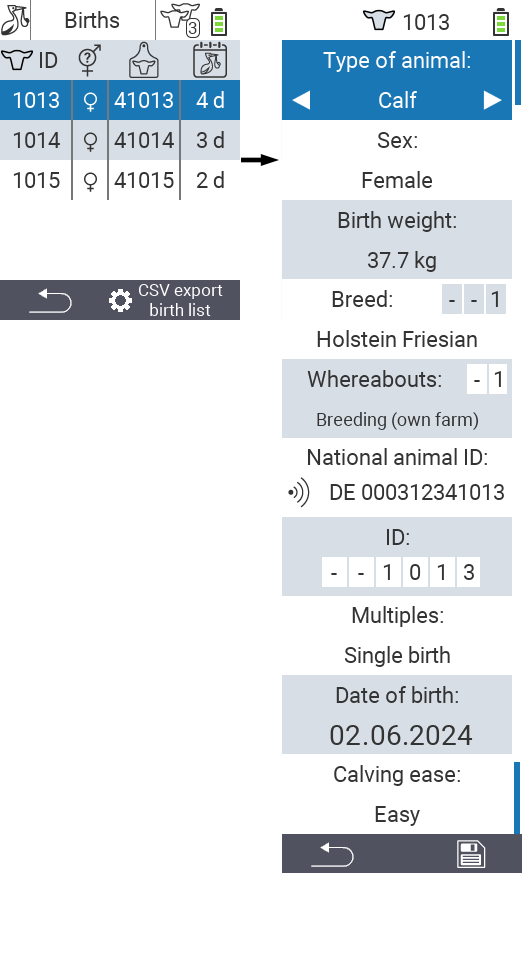 Births
3
ID
1013 41013 4 d
1014 41014 3 d
1015 41015 2 d
CSV export
birth list
1013
Type of animal:
Calf
Sex:
Female
Birth weight:
37.7 kg
Breed: - - 1
Holstein Friesian
Whereabouts: - 1
Breeding (own farm)
National animal ID:
DE 000312341013
ID:
- - 1 0 1 3
Multiples:
Single birth
Date of birth:
02.06.2024
Calving ease:
Easy